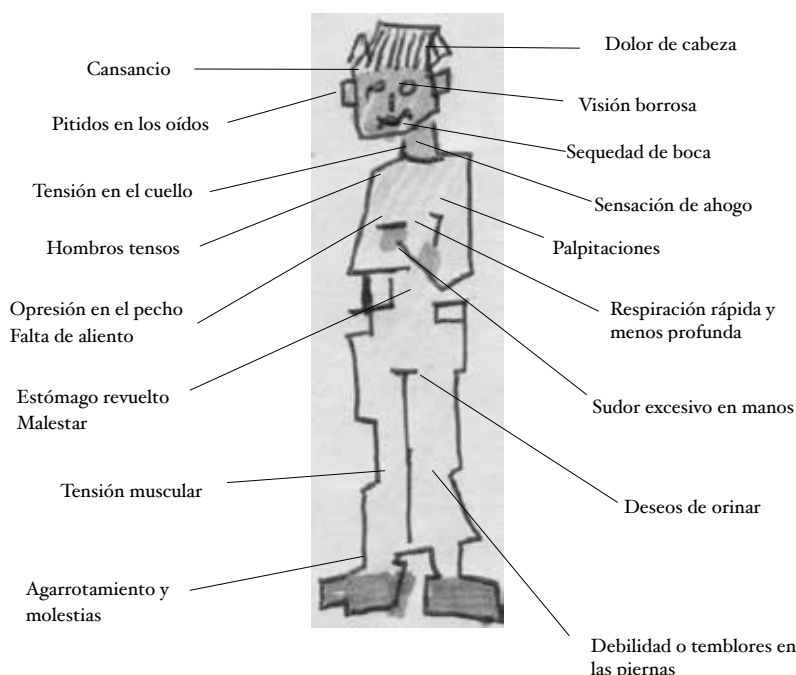 Dolor de cabeza
Cansancio
Visión borrosa
Pitidos en los oídos
Sequedad de boca
Tensión en el cuello
Sensación de ahogo
Hombros tensos
Palpitaciones
Opresión en el pecho
Falta de aliento
Respiración rápida y
menos profunda
Estómago revuelto
Malestar
Sudor excesivo en manos
Tensión muscular
Deseos de orinar
Agarrotamiento y
molestias
Debilidad o temblores en
las piernas